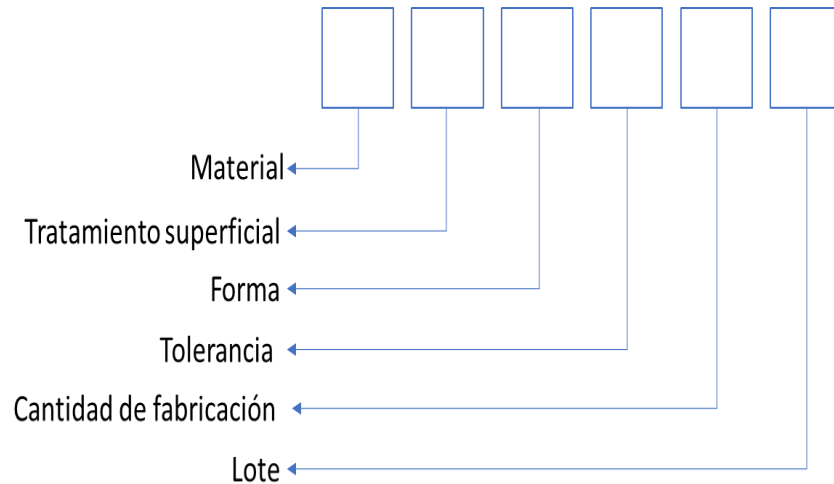 Material
Tratamiento superficial
Forma
Tolerancia
Cantidad de fabricación
Lote